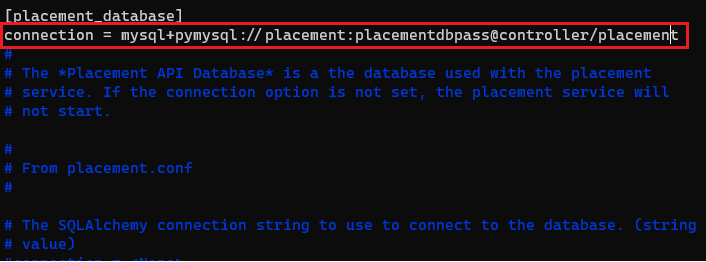 [placement_database]
connection = mysql+pymysql://placement:placementdbpass@controller/placement
#
# The *Placement API Database* is a the database used with the placement
# service. If the connection option is not set, the placement service will
# not start.
#
# From placement.conf
#
# The SQLAlchemy connection string to use to connect to the database. (string
# value)
#connection = <None>